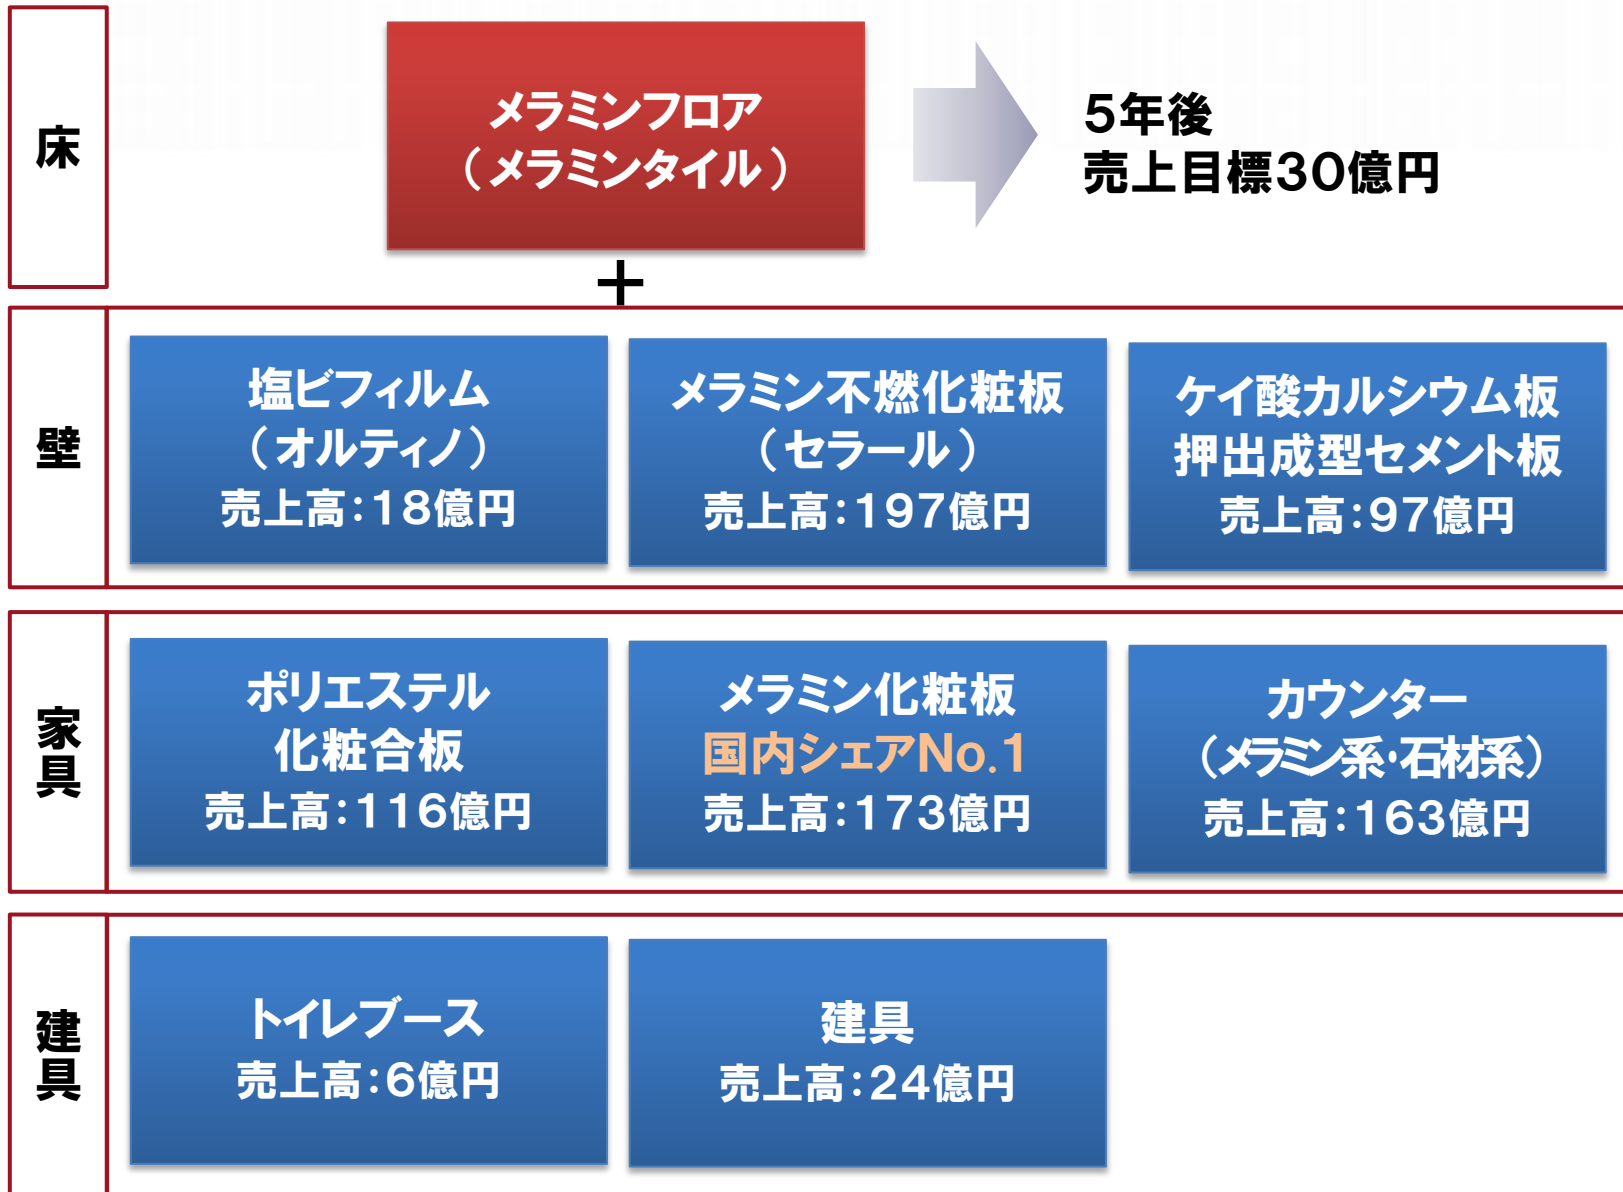 床
メラミンフロア
（メラミンタイル）
5年後
売上目標30億円
＋
壁
塩ビフィルム
（オルティノ）
売上高：18億円
メラミン不燃化粧板
（セラール）
売上高：197億円
ケイ酸カルシウム板
押出成型セメント板
売上高：97億円
家具
ポリエステル
化粧合板
売上高：116億円
メラミン化粧板
国内シェアNo.1
売上高：173億円
カウンター
（メラミン系・石材系）
売上高：163億円
建具
トイレブース
売上高：6億円
建具
売上高：24億円